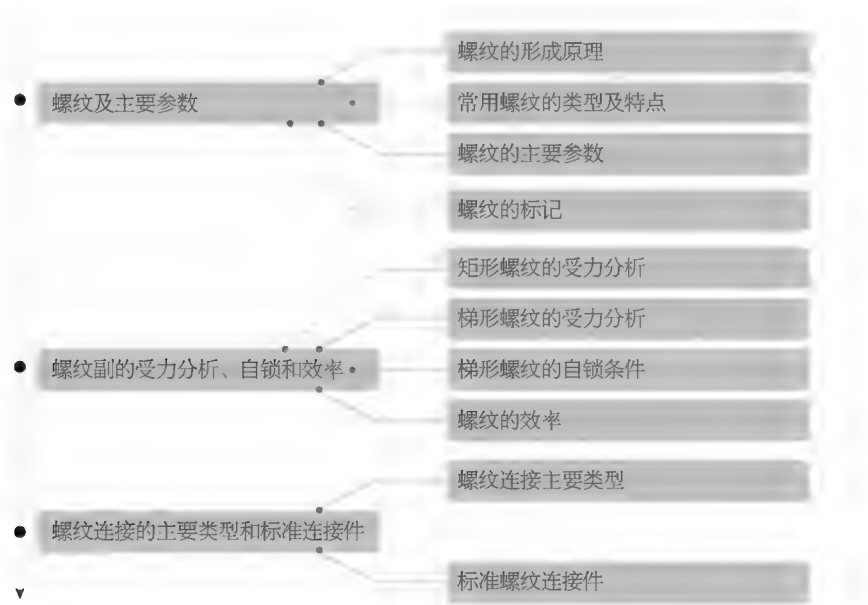 螺纹的形成原理
螺纹及主要参数
常用螺纹的类型及特点
螺纹的主要参数
螺纹的标记
矩形螺纹的受力分析
梯形螺纹的受力分析
螺纹副的受力分析、自锁和效率
梯形螺纹的自锁条件
螺纹的效率
螺纹连接主要类型
螺纹连接的主要类型和标准连接件
标准螺纹连接件